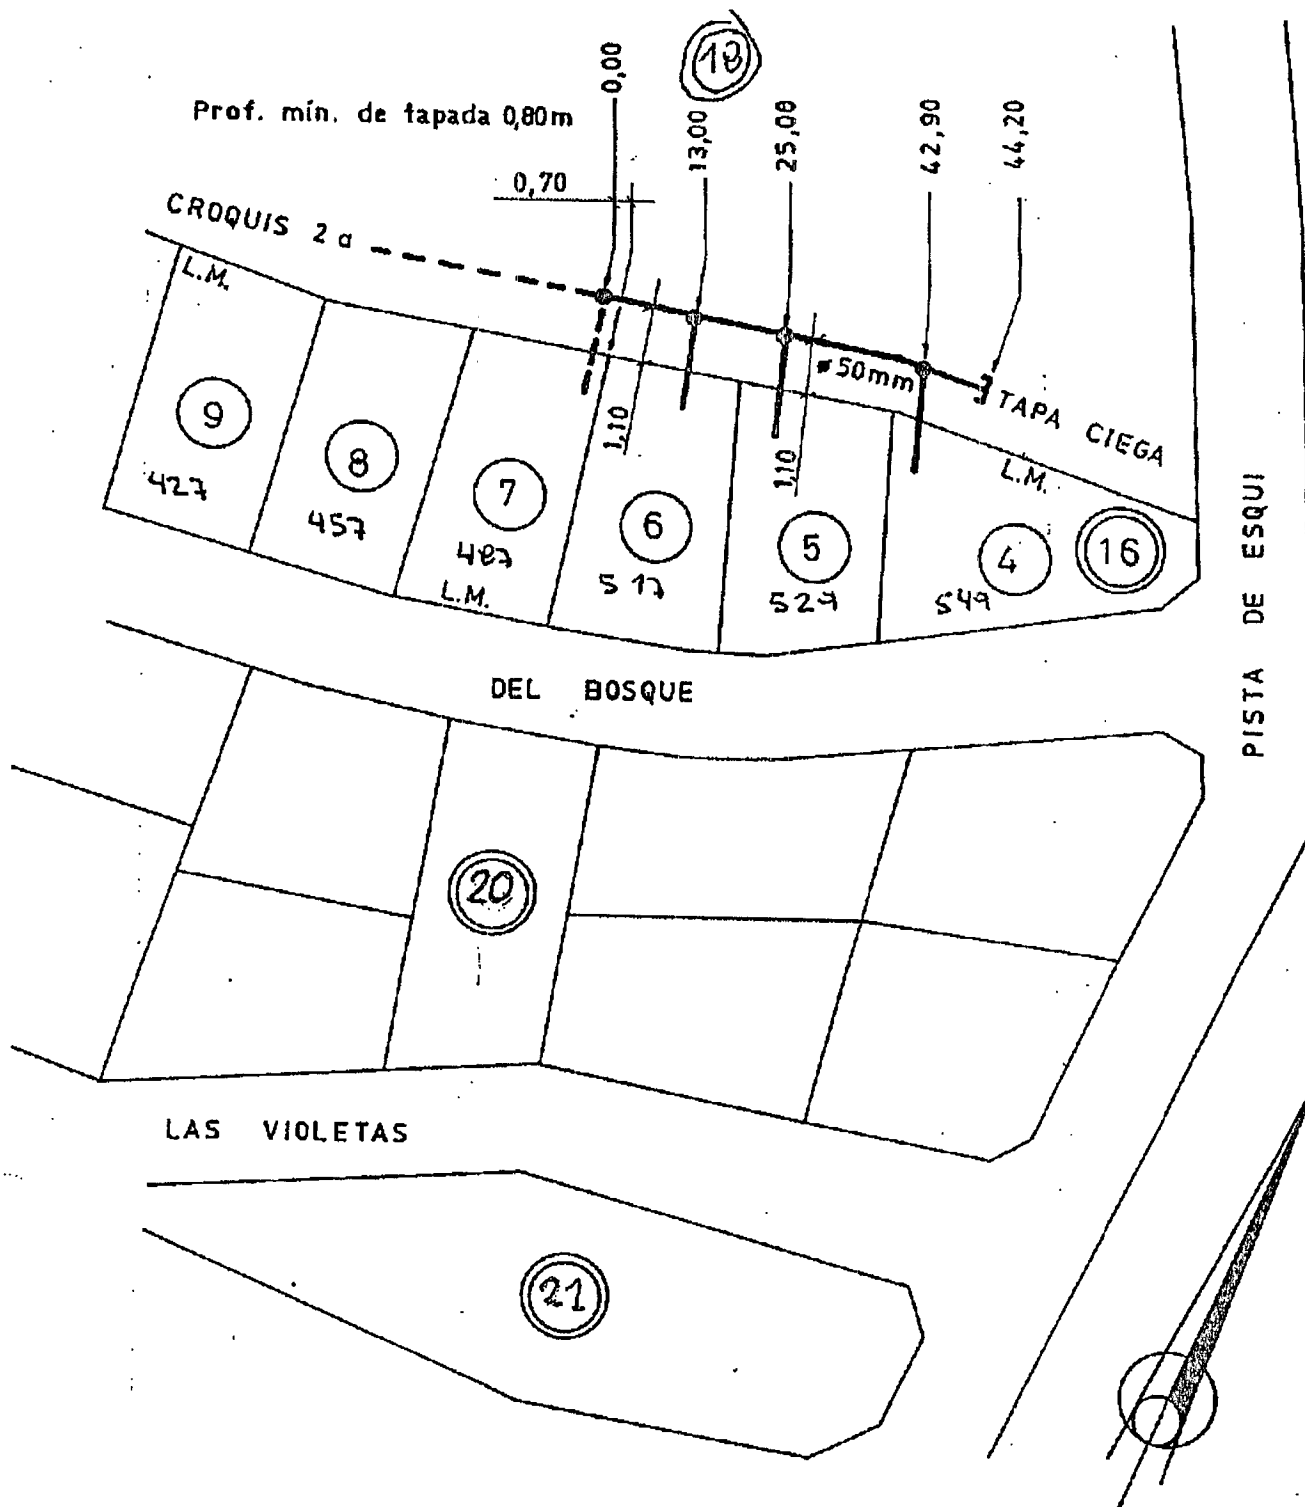 0,00
18
Prof. mín. de tapada 0,80m
13,00
25,08
42,90
44,20
0,70
CROQUIS 2a
L.M.
ø50mm
TAPA CIEGA
1,10
1,10
L.M.
9
427
8
457
7
487
L.M.
6
517
5
529
4
549
16
PISTA DE ESQUI
DEL BOSQUE
20
LAS VIOLETAS
21